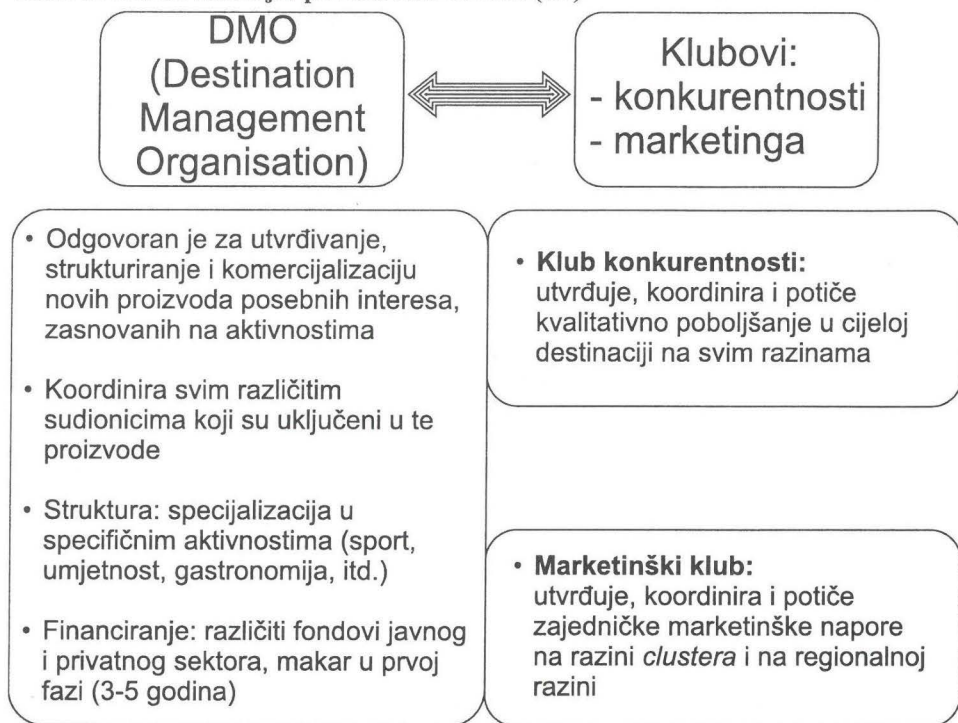 DMO
(Destination
Management
Organisation)
Klubovi:
- konkurentnosti
- marketinga
• Odgovoran je za utvrđivanje,
strukturiranje i komercijalizaciju
novih proizvoda posebnih interesa,
zasnovanih na aktivnostima
• Koordinira svim različitim
sudionicima koji su uključeni u te
proizvode
• Struktura: specijalizacija u
specifičnim aktivnostima (sport,
umjetnost, gastronomija, itd.)
• Financiranje: različiti fondovi javnog
i privatnog sektora, makar u prvoj
fazi (3-5 godina)
• Klub konkurentnosti:
utvrđuje, koordinira i potiče
kvalitativno poboljšanje u cijeloj
destinaciji na svim razinama
• Marketinški klub:
utvrđuje, koordinira i potiče
zajedničke marketinške napore
na razini clustera i na regionalnoj
razini